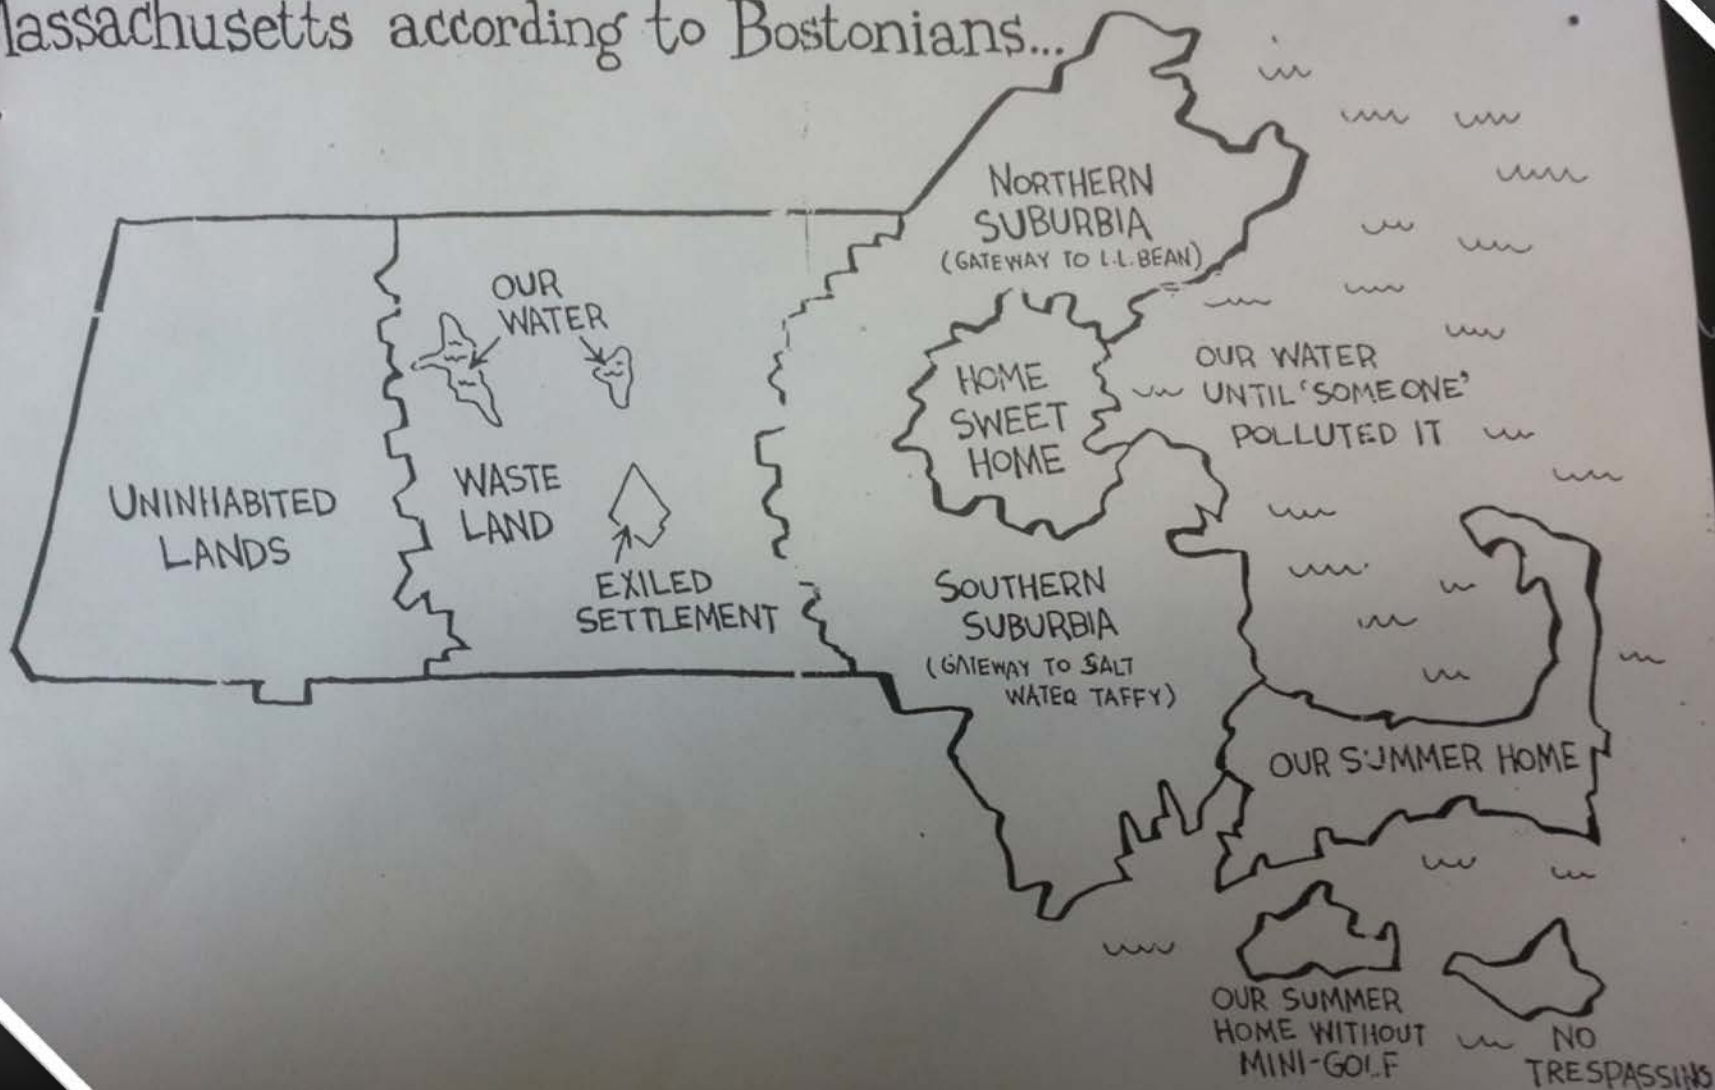 lassachusetts according to Bostonians...
NORTHERN
SUBURBIA
(GATEWAY TO L.L.BEAN)
OUR
WATER
HOME
SWEET
HOME
OUR WATER
UNTIL 'SOMEONE'
POLLUTED IT
UNINHABITED
LANDS
WASTE
LAND
EXILED
SETTLEMENT
SOUTHERN
SUBURBIA
(GATEWAY TO SALT
WATER TAFFY)
OUR SUMMER HOME
OUR SUMMER
HOME WITHOUT
MINI-GOLF
NO
TRESPASSING